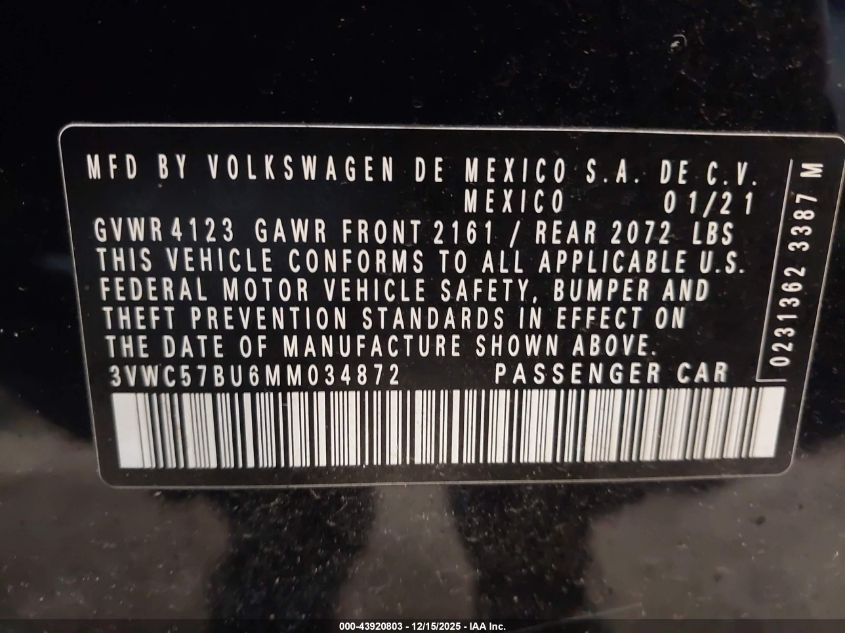 MFD BY VOLKSWAGEN DE MEXICO S.A. DE C.V.
MEXICO 01/21
GVWR 4123 GAWR FRONT 2161 / REAR 2072 LBS
THIS VEHICLE CONFORMS TO ALL APPLICABLE U.S.
FEDERAL MOTOR VEHICLE SAFETY, BUMPER AND
THEFT PREVENTION STANDARDS IN EFFECT ON
THE DATE OF MANUFACTURE SHOWN ABOVE.
3VWC57BU6MM034872 PASSENGER CAR
0231362 3387 M
000-43920803 - 12/15/2025 - IAA Inc.